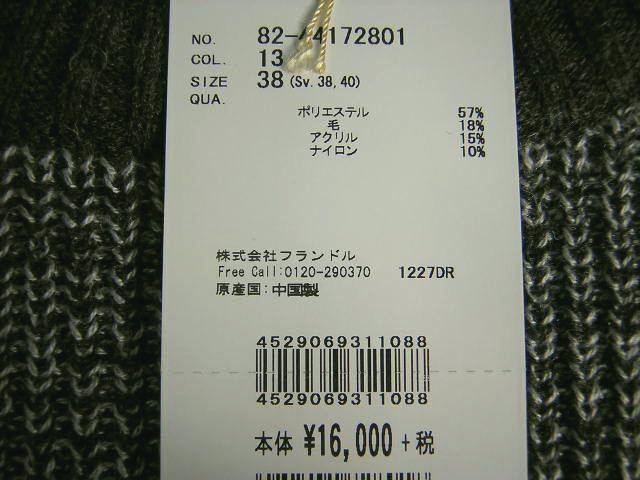 NO. 82-44172801
COL. 13
SIZE 38 (Sv. 38, 40)
QUA.
ポリエステル 57%
毛 18%
アクリル 15%
ナイロン 10%
株式会社フランドル
Free Call:0120-290370 1227DR
原産国:中国製
4529069311088
4529069311088
本体 ¥16,000 +税